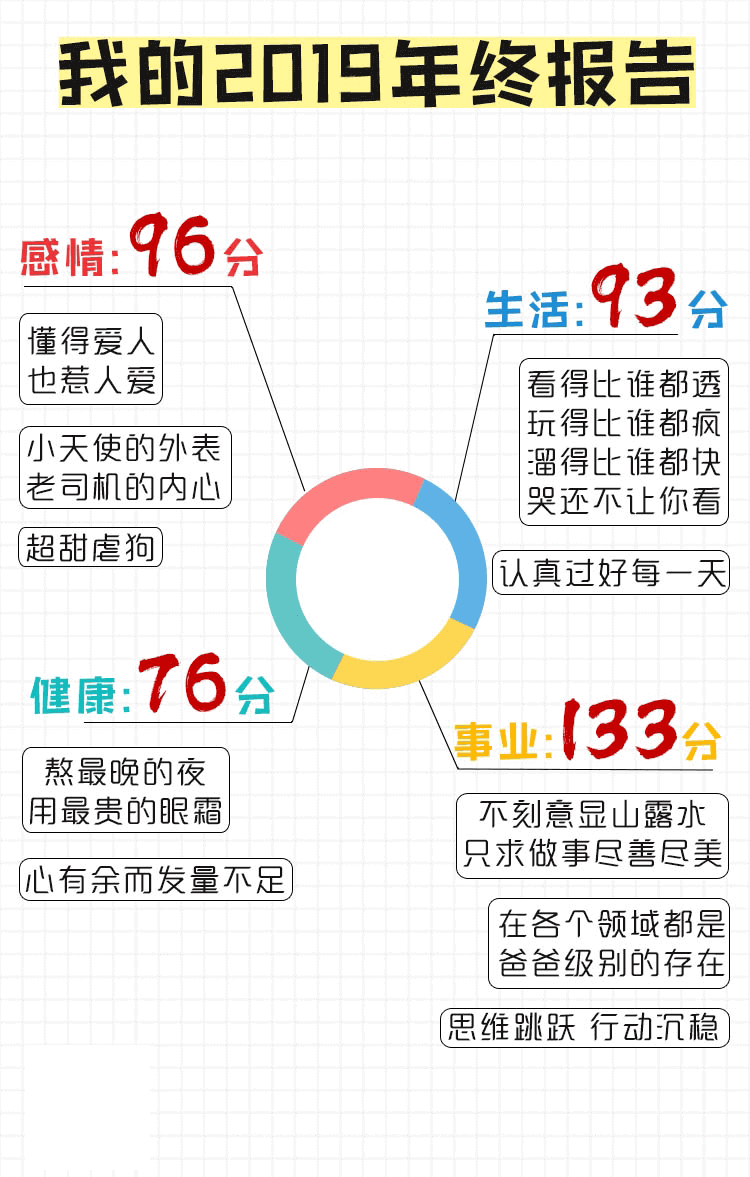 我的2019年终报告
感情:96分
懂得爱人
也惹人爱
小天使的外表
老司机的内心
超甜虐狗
生活:93分
看得比谁都透
玩得比谁都疯
溜得比谁都快
哭还不让你看
认真过好每一天
健康:76分
熬最晚的夜
用最贵的眼霜
心有余而发量不足
事业:133分
不刻意显山露水
只求做事尽善尽美
在各个领域都是
爸爸级别的存在
思维跳跃 行动沉稳